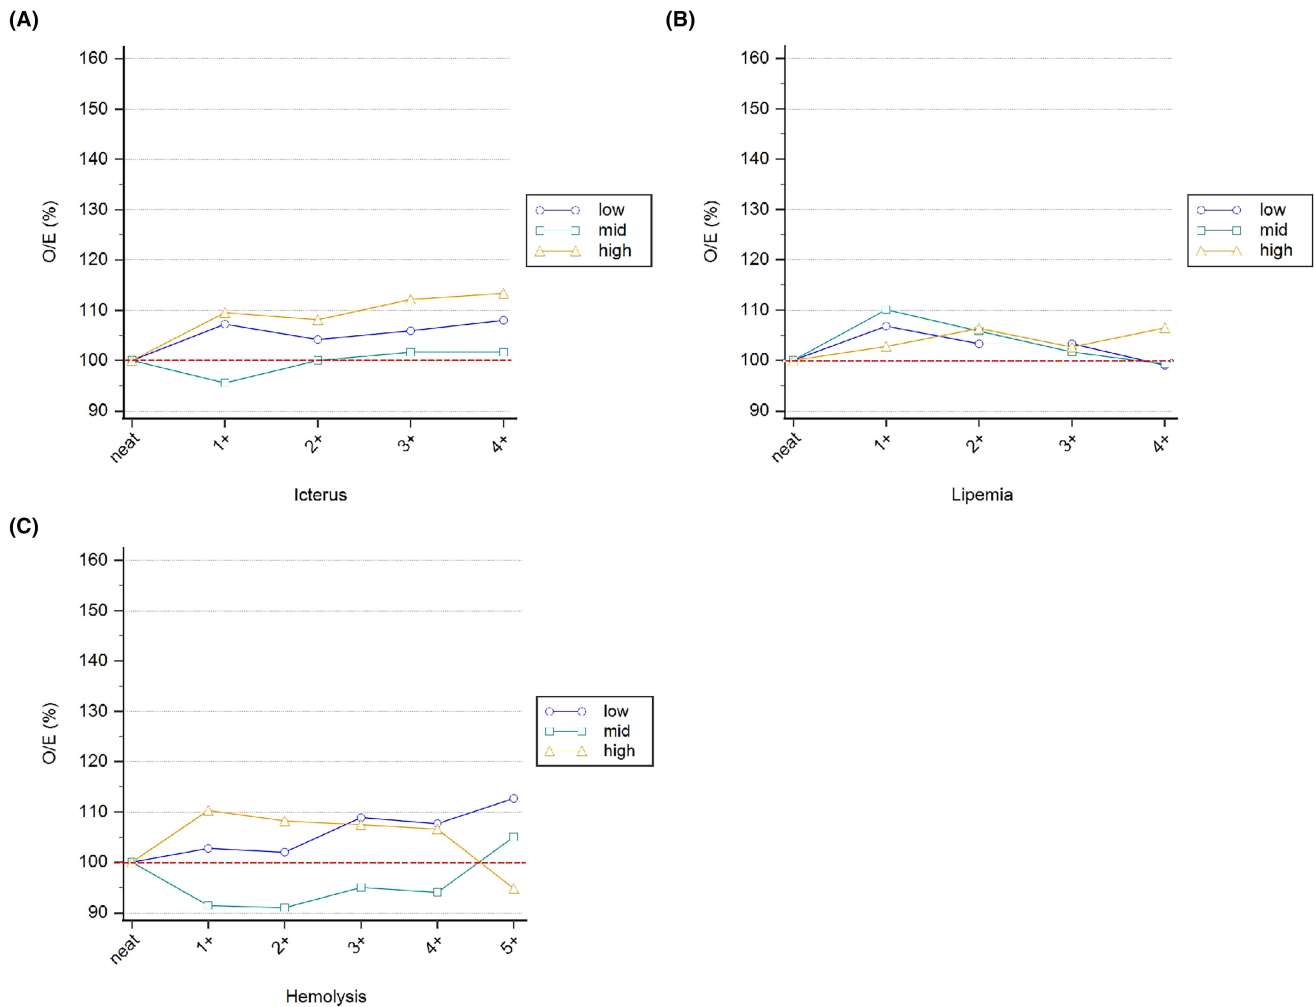 (A)
160
150
140
130
120
110
100
90
O/E (%)
neat
1+
2+
3+
4+
Icterus
low
mid
high
(B)
160
150
140
130
120
110
100
90
O/E (%)
neat
1+
2+
3+
4+
Lipemia
low
mid
high
(C)
160
150
140
130
120
110
100
90
O/E (%)
neat
1+
2+
3+
4+
5+
Hemolysis
low
mid
high